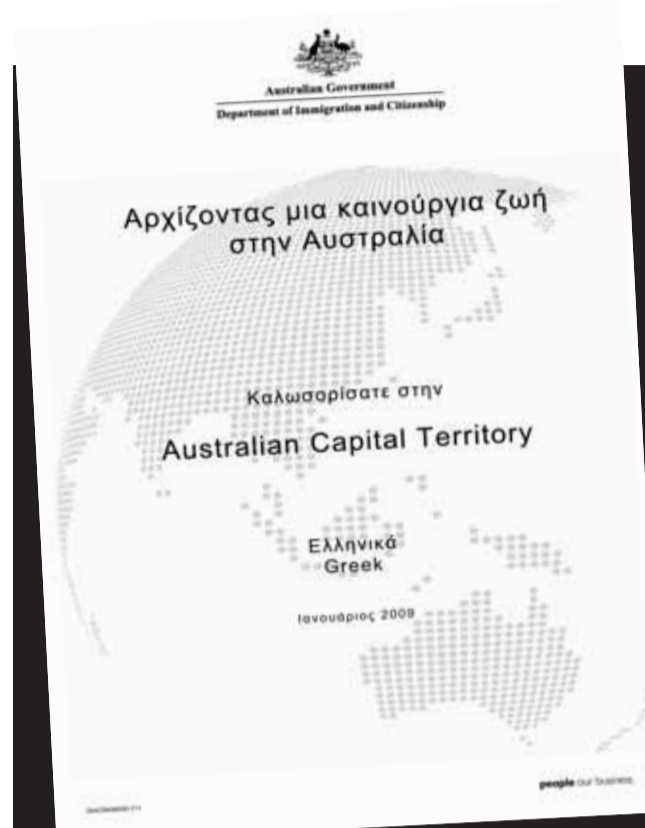 Australian Government
Department of Immigration and Citizenship
Αρχίζοντας μια καινούργια ζωή
στην Αυστραλία
Καλωσορίσατε στην
Australian Capital Territory
Ελληνικά
Greek
Ιανουάριος 2009
people our business